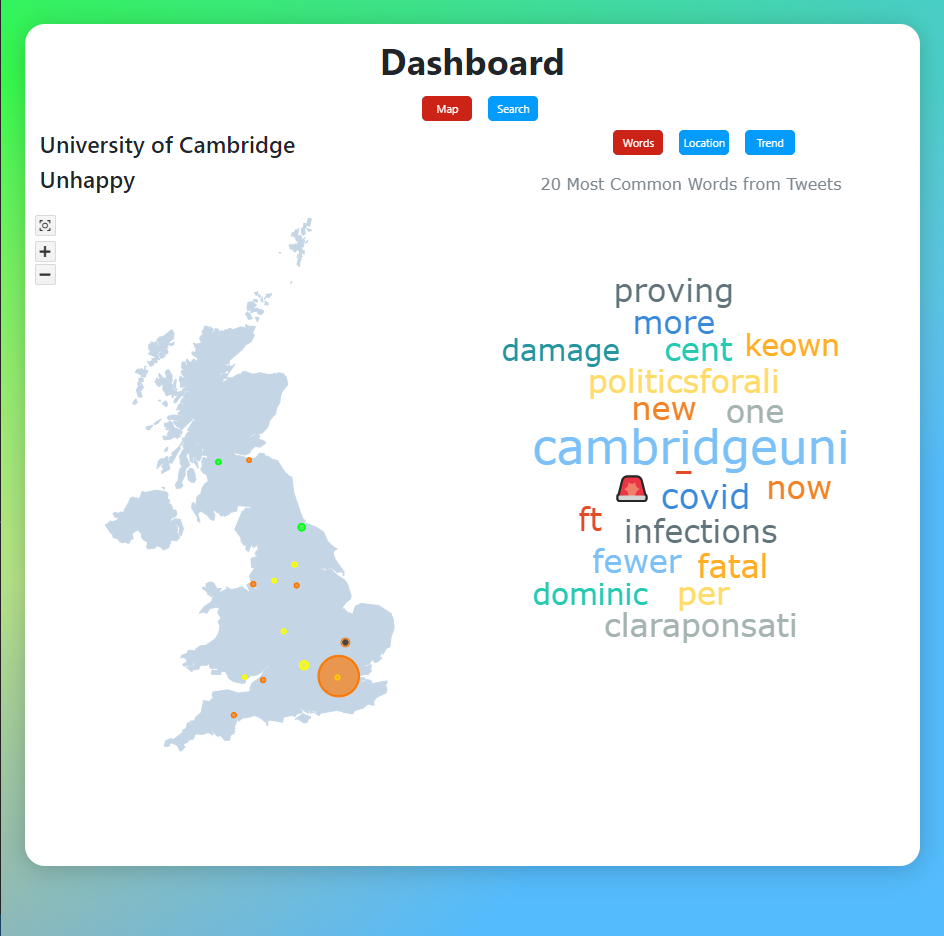 Dashboard
Map Search
University of Cambridge
Unhappy
Words Location Trend
20 Most Common Words from Tweets
+
−
proving
more
damage cent keown
politicsforali
new one
cambridgeuni
–
covid now
ft infections
fewer fatal
dominic per
claraponsati